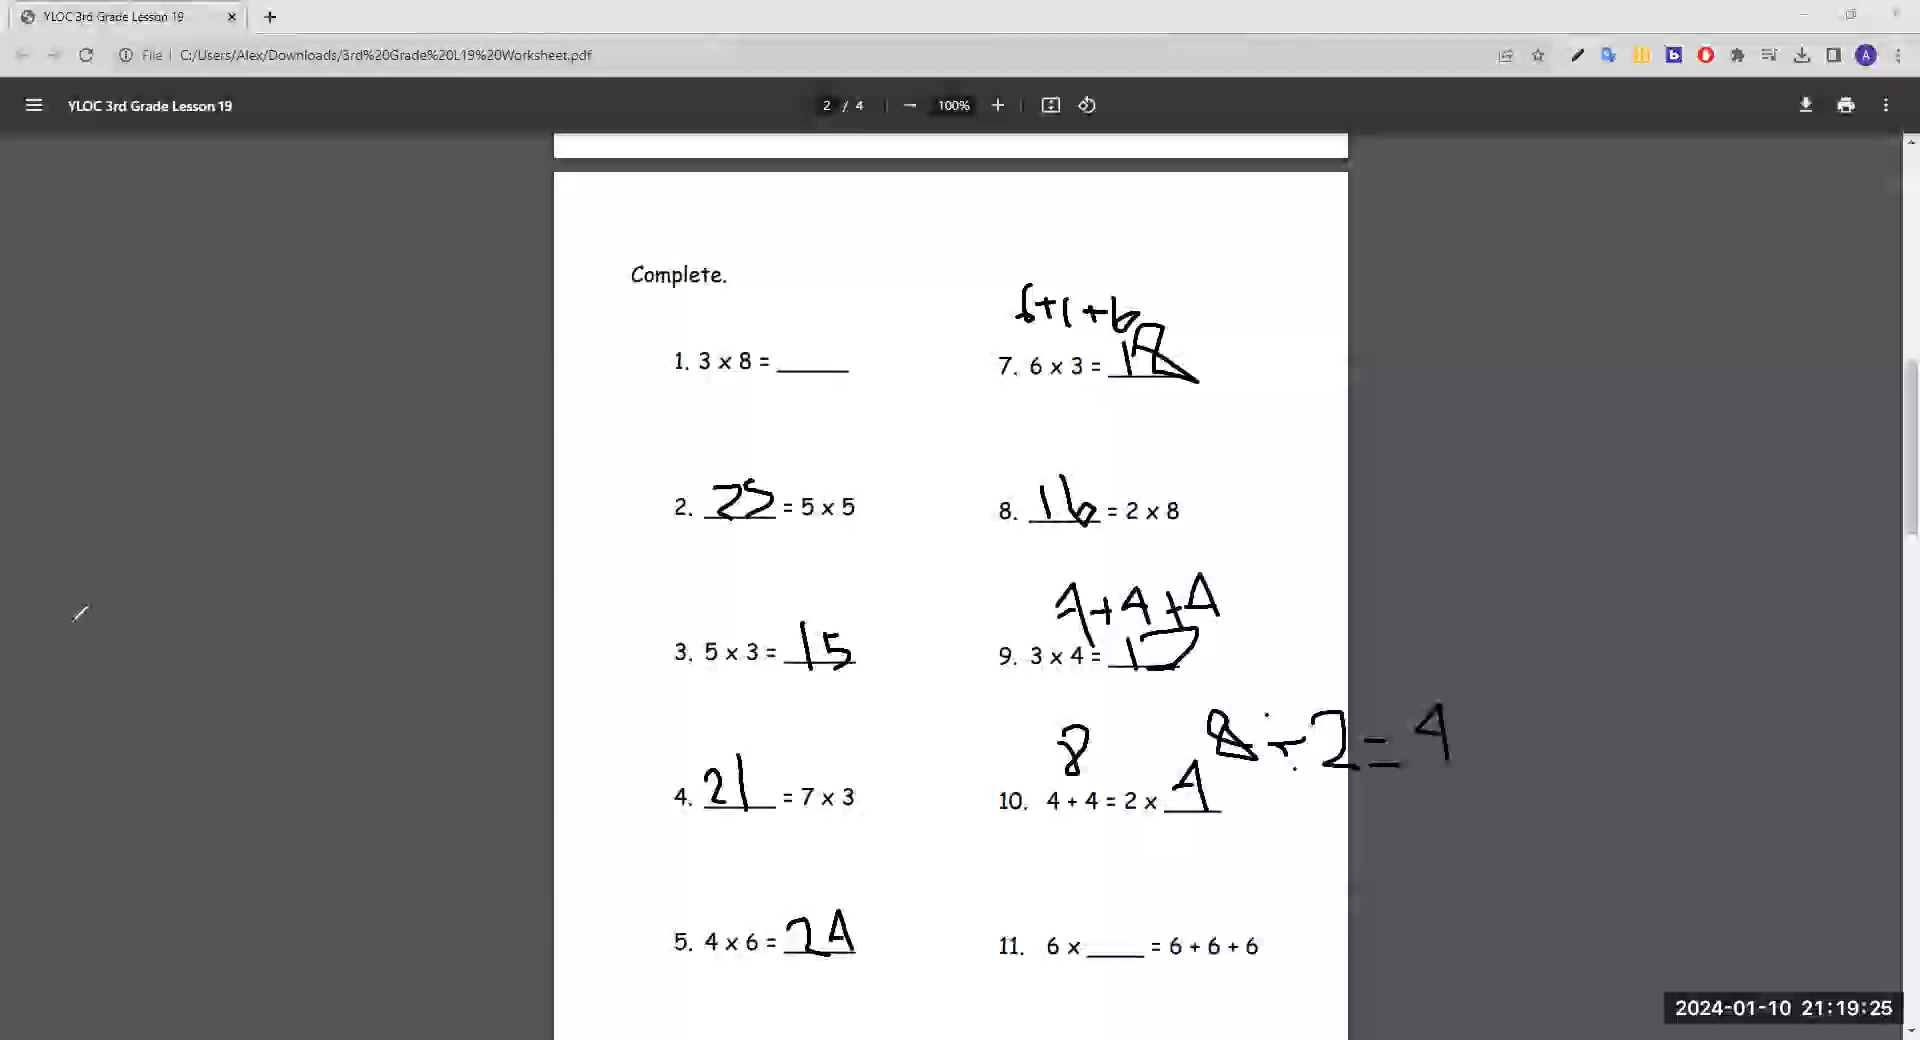 YLOC 3rd Grade Lesson 19
File C:/Users/Alex/Downloads/3rd%20Grade%20L19%20Worksheet.pdf
A
YLOC 3rd Grade Lesson 19
2 / 4
100%
Complete.
1. 3 x 8 = ____
6+1+6
7. 6 x 3 = 18
2. 25 = 5 x 5
8. 16 = 2 x 8
3. 5 x 3 = 15
4+4+4
9. 3 x 4 =
8
8÷2=4
4. 21 = 7 x 3
10. 4 + 4 = 2 x 4
5. 4 x 6 = 24
11. 6 x ____ = 6 + 6 + 6
2024-01-10 21:19:25